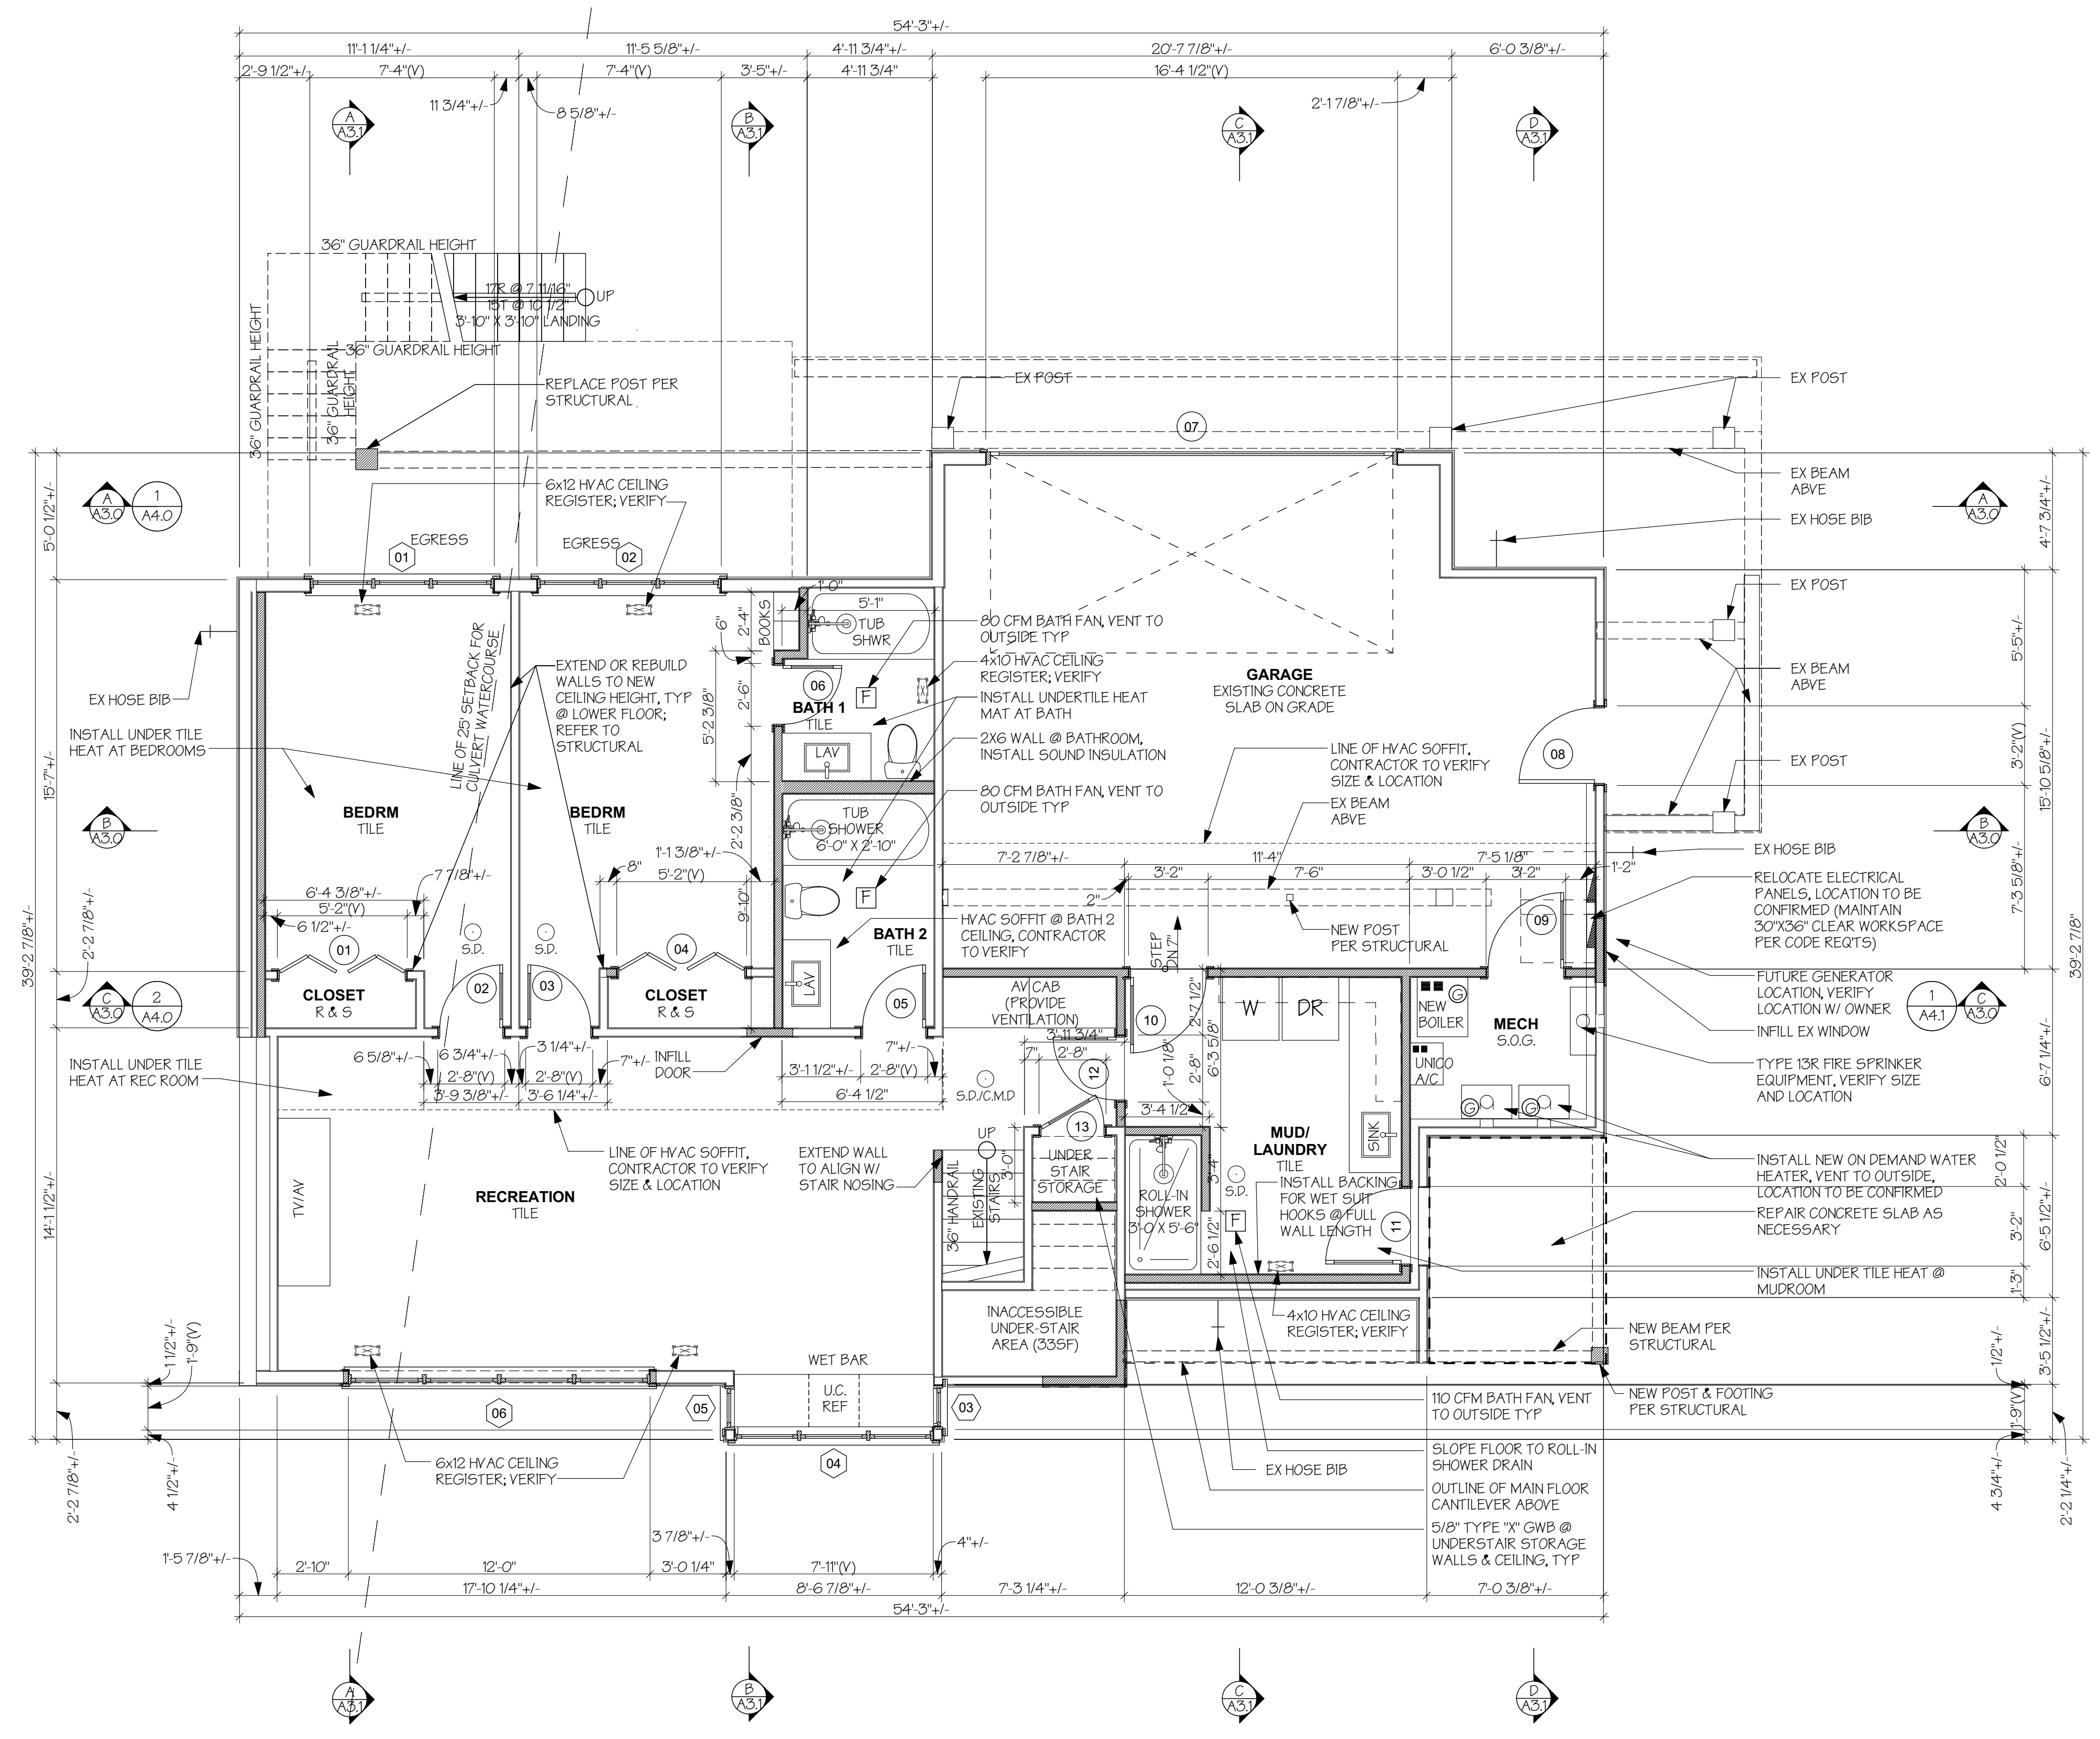 54'-3"+/-
11'-1 1/4"+/-
11'-5 5/8"+/-
4'-11 3/4"+/-
20'-7 7/8"+/-
6'-0 3/8"+/-
2'-9 1/2"+/-
7'-4"(V)
7'-4"(V)
3'-5"+/-
4'-11 3/4"
16'-4 1/2"(V)
11 3/4"+/-
8 5/8"+/-
2'-1 7/8"+/-
A
A3.1
B
A3.1
C
A3.1
D
A3.1
36" GUARDRAIL HEIGHT
36" GUARDRAIL HEIGHT
17R @ 7 11/16"
15T @ 10 1/2"
3'-10" X 3'-10" LANDING
UP
36" GUARDRAIL HEIGHT
36" GUARDRAIL
HEIGHT
REPLACE POST PER
STRUCTURAL
EX POST
EX POST
07
EX BEAM
ABVE
EX HOSE BIB
EX POST
EX BEAM
ABVE
EX POST
EX HOSE BIB
A
A3.0
1
A4.0
A
A3.0
6x12 HVAC CEILING
REGISTER; VERIFY
EGRESS
01
EGRESS
02
39'-2 7/8"+/-
5'-0 1/2"+/-
15'-7"+/-
2'-2 7/8"+/-
14'-1 1/2"+/-
2'-2 7/8"+/-
1 1/2"+/-
1'-9"(V)
4 1/2"+/-
EX HOSE BIB
INSTALL UNDER TILE
HEAT AT BEDROOMS
LINE OF 25' SETBACK FOR
CULVERT WATERCOURSE
EXTEND OR REBUILD
WALLS TO NEW
CEILING HEIGHT, TYP
@ LOWER FLOOR;
REFER TO
STRUCTURAL
BEDRM
TILE
BEDRM
TILE
BOOKS
1'-0"
5'-1"
6"
2'-4"
2'-6"
5'-2 3/8"
2'-2 3/8"
9'-10"
TUB
SHWR
06
F
BATH 1
TILE
LAV
80 CFM BATH FAN, VENT TO
OUTSIDE TYP
4x10 HVAC CEILING
REGISTER; VERIFY
INSTALL UNDERTILE HEAT
MAT AT BATH
2X6 WALL @ BATHROOM,
INSTALL SOUND INSULATION
80 CFM BATH FAN, VENT TO
OUTSIDE TYP
TUB
SHOWER
6'-0" X 2'-10"
F
BATH 2
TILE
LAV
05
HVAC SOFFIT @ BATH 2
CEILING, CONTRACTOR
TO VERIFY
GARAGE
EXISTING CONCRETE
SLAB ON GRADE
LINE OF HVAC SOFFIT,
CONTRACTOR TO VERIFY
SIZE & LOCATION
EX BEAM
ABVE
08
7'-2 7/8"+/-
11'-4"
7'-5 1/8"
3'-2"
7'-6"
3'-0 1/2"
3'-2"
1'-2"
2"
NEW POST
PER STRUCTURAL
STEP
DN 7"
09
B
A3.0
B
A3.0
RELOCATE ELECTRICAL
PANELS, LOCATION TO BE
CONFIRMED (MAINTAIN
30"X36" CLEAR WORKSPACE
PER CODE REQ'TS)
FUTURE GENERATOR
LOCATION, VERIFY
LOCATION W/ OWNER
INFILL EX WINDOW
TYPE 13R FIRE SPRINKER
EQUIPMENT, VERIFY SIZE
AND LOCATION
INSTALL NEW ON DEMAND WATER
HEATER, VENT TO OUTSIDE,
LOCATION TO BE CONFIRMED
REPAIR CONCRETE SLAB AS
NECESSARY
INSTALL UNDER TILE HEAT @
MUDROOM
NEW BEAM PER
STRUCTURAL
NEW POST & FOOTING
PER STRUCTURAL
1
A4.1
C
A3.0
C
A3.0
2
A4.0
39'-2 7/8"
4'-7 3/4"+/-
15'-10 5/8"+/-
5'-5"+/-
3'-2"(V)
7'-3 5/8"+/-
6'-7 1/4"+/-
2'-0 1/2"
3'-2"
6'-5 1/2"+/-
1'-3"
3'-5 1/2"+/-
1/2"+/-
1'-9"(V)
4 3/4"+/-
2'-2 1/4"+/-
6'-4 3/8"+/-
7 7/8"+/-
5'-2"(V)
6 1/2"+/-
1'-1 3/8"+/-
8"
5'-2"(V)
01
04
S.D.
S.D.
02
03
CLOSET
R & S
CLOSET
R & S
6 5/8"+/-
6 3/4"+/-
3 1/4"+/-
7"+/-
2'-8"(V)
2'-8"(V)
3'-9 3/8"+/-
3'-6 1/4"+/-
INFILL
DOOR
7"+/-
3'-1 1/2"+/-
2'-8"(V)
6'-4 1/2"
INSTALL UNDER TILE
HEAT AT REC ROOM
LINE OF HVAC SOFFIT,
CONTRACTOR TO VERIFY
SIZE & LOCATION
EXTEND WALL
TO ALIGN W/
STAIR NOSING
TV/AV
RECREATION
TILE
AV CAB
(PROVIDE
VENTILATION)
3'-11 3/4"
7"
2'-8"
S.D./C.M.D
12
13
10
2'-7 1/2"
6'-3 5/8"
1'-0 1/8"
2'-8"
3'-4 1/2"
3'-4"
2'-6 1/2"
W
DR
NEW
BOILER
G
MECH
S.O.G.
UNICO
A/C
G
G
SINK
MUD/
LAUNDRY
TILE
S.D.
F
11
INSTALL BACKING
FOR WET SUIT
HOOKS @ FULL
WALL LENGTH
ROLL-IN
SHOWER
3'-0 X 5'-6"
UP
3'-0"
36" HANDRAIL
EXISTING
STAIRS
UNDER
STAIR
STORAGE
INACCESSIBLE
UNDER-STAIR
AREA (33SF)
4x10 HVAC CEILING
REGISTER; VERIFY
WET BAR
U.C.
REF
06
05
03
04
6x12 HVAC CEILING
REGISTER; VERIFY
EX HOSE BIB
110 CFM BATH FAN, VENT
TO OUTSIDE TYP
SLOPE FLOOR TO ROLL-IN
SHOWER DRAIN
OUTLINE OF MAIN FLOOR
CANTILEVER ABOVE
5/8" TYPE "X" GWB @
UNDERSTAIR STORAGE
WALLS & CEILING, TYP
3 7/8"+/-
4"+/-
1'-5 7/8"+/-
2'-10"
12'-0"
3'-0 1/4"
7'-11"(V)
17'-10 1/4"+/-
8'-6 7/8"+/-
7'-3 1/4"+/-
12'-0 3/8"+/-
7'-0 3/8"+/-
54'-3"+/-
A
A3.1
B
A3.1
C
A3.1
D
A3.1